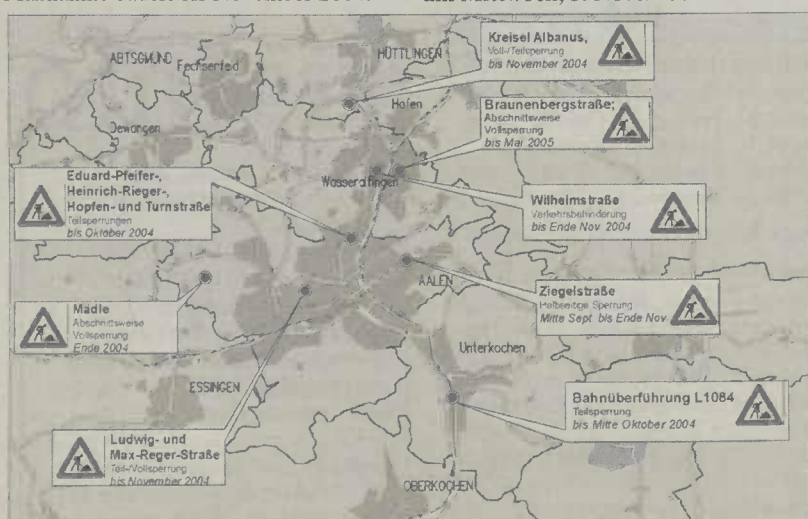 Kreisel Albanus,
Voll-/Teilsperrung
bis November 2004
ABTSGMÜND
HÜTTLINGEN
Fachsenfeld
Hofen
Braunenbergstraße;
Abschnittsweise
Vollsperrung
bis Mai 2005
Dewangen
Eduard-Pfeifer-,
Heinrich-Rieger-,
Hopfen- und Turnstraße
Teilsperrungen
bis Oktober 2004
Wasseralfingen
Wilhelmstraße
Verkehrsbehinderung
bis Ende Nov. 2004
AALEN
Ziegelstraße
Halbseitige Sperrung
Mitte Sept. bis Ende Nov.
Mädle
Abschnittsweise
Vollsperrung
Ende 2004
Unterkochen
ESSINGEN
Bahnüberführung L1084
Teilsperrung
bis Mitte Oktober 2004
Ludwig- und
Max-Reger-Straße
Teil-/Vollsperrung
bis November 2004
OBERKOCHEN